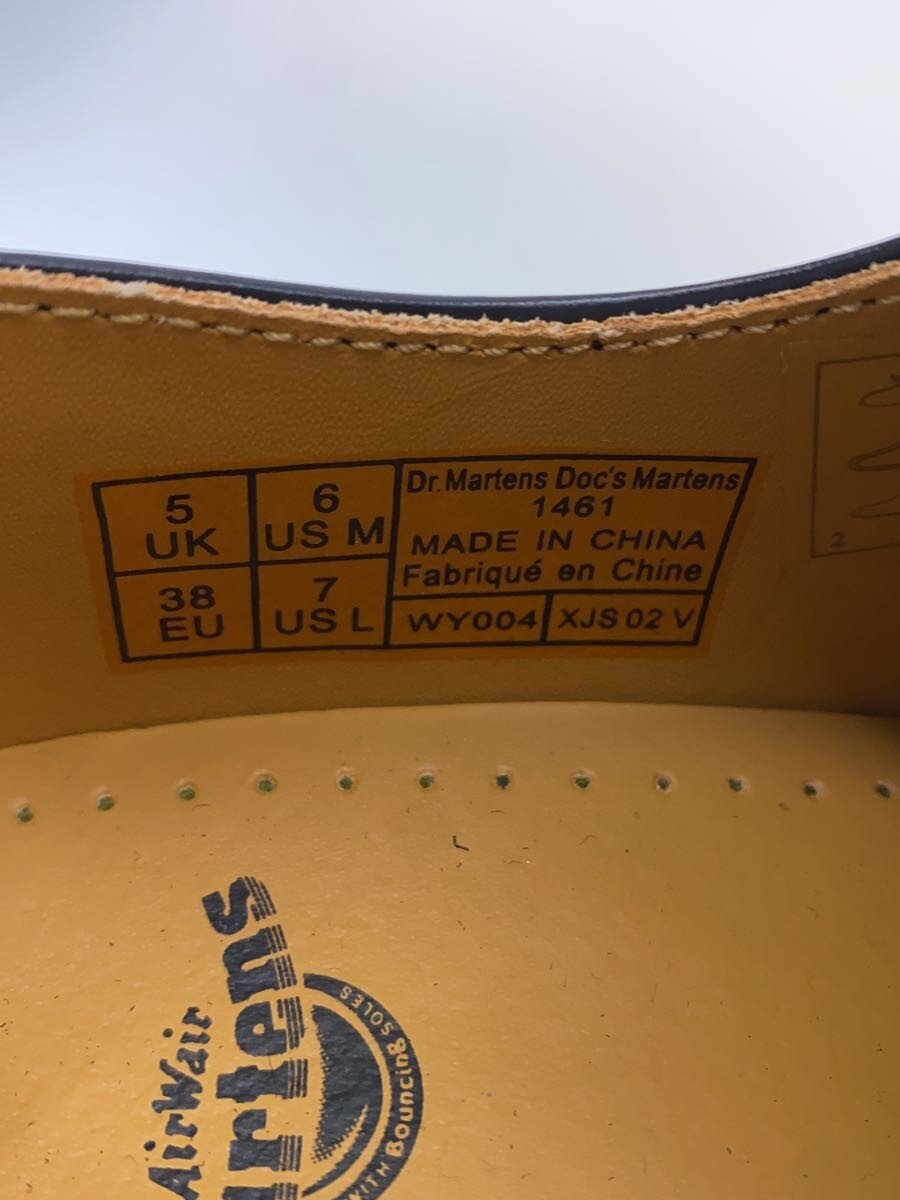 5
UK
6
US M
38
EU
7
US L
Dr.Martens Doc's Martens
1461
MADE IN CHINA
Fabriqué en Chine
WY004
XJS 02 V
2
AirWair
WITH Bouncing SOLES